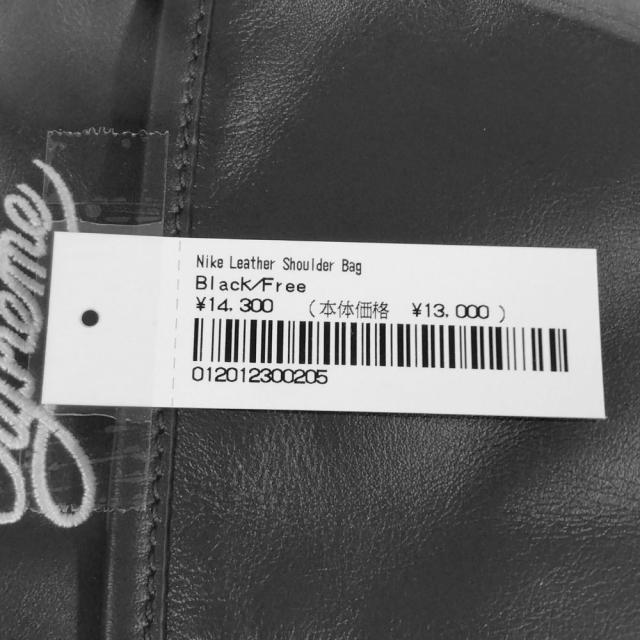 Nike Leather Shoulder Bag
Black/Free
¥14.300 (本体価格 ¥13.000 )
012012300205
Supreme